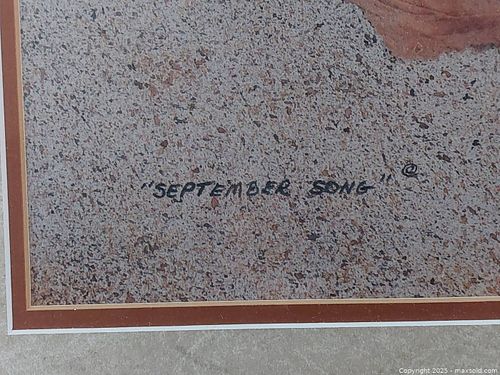 "SEPTEMBER SONG" @
Copyright 2025 - maxsold.com